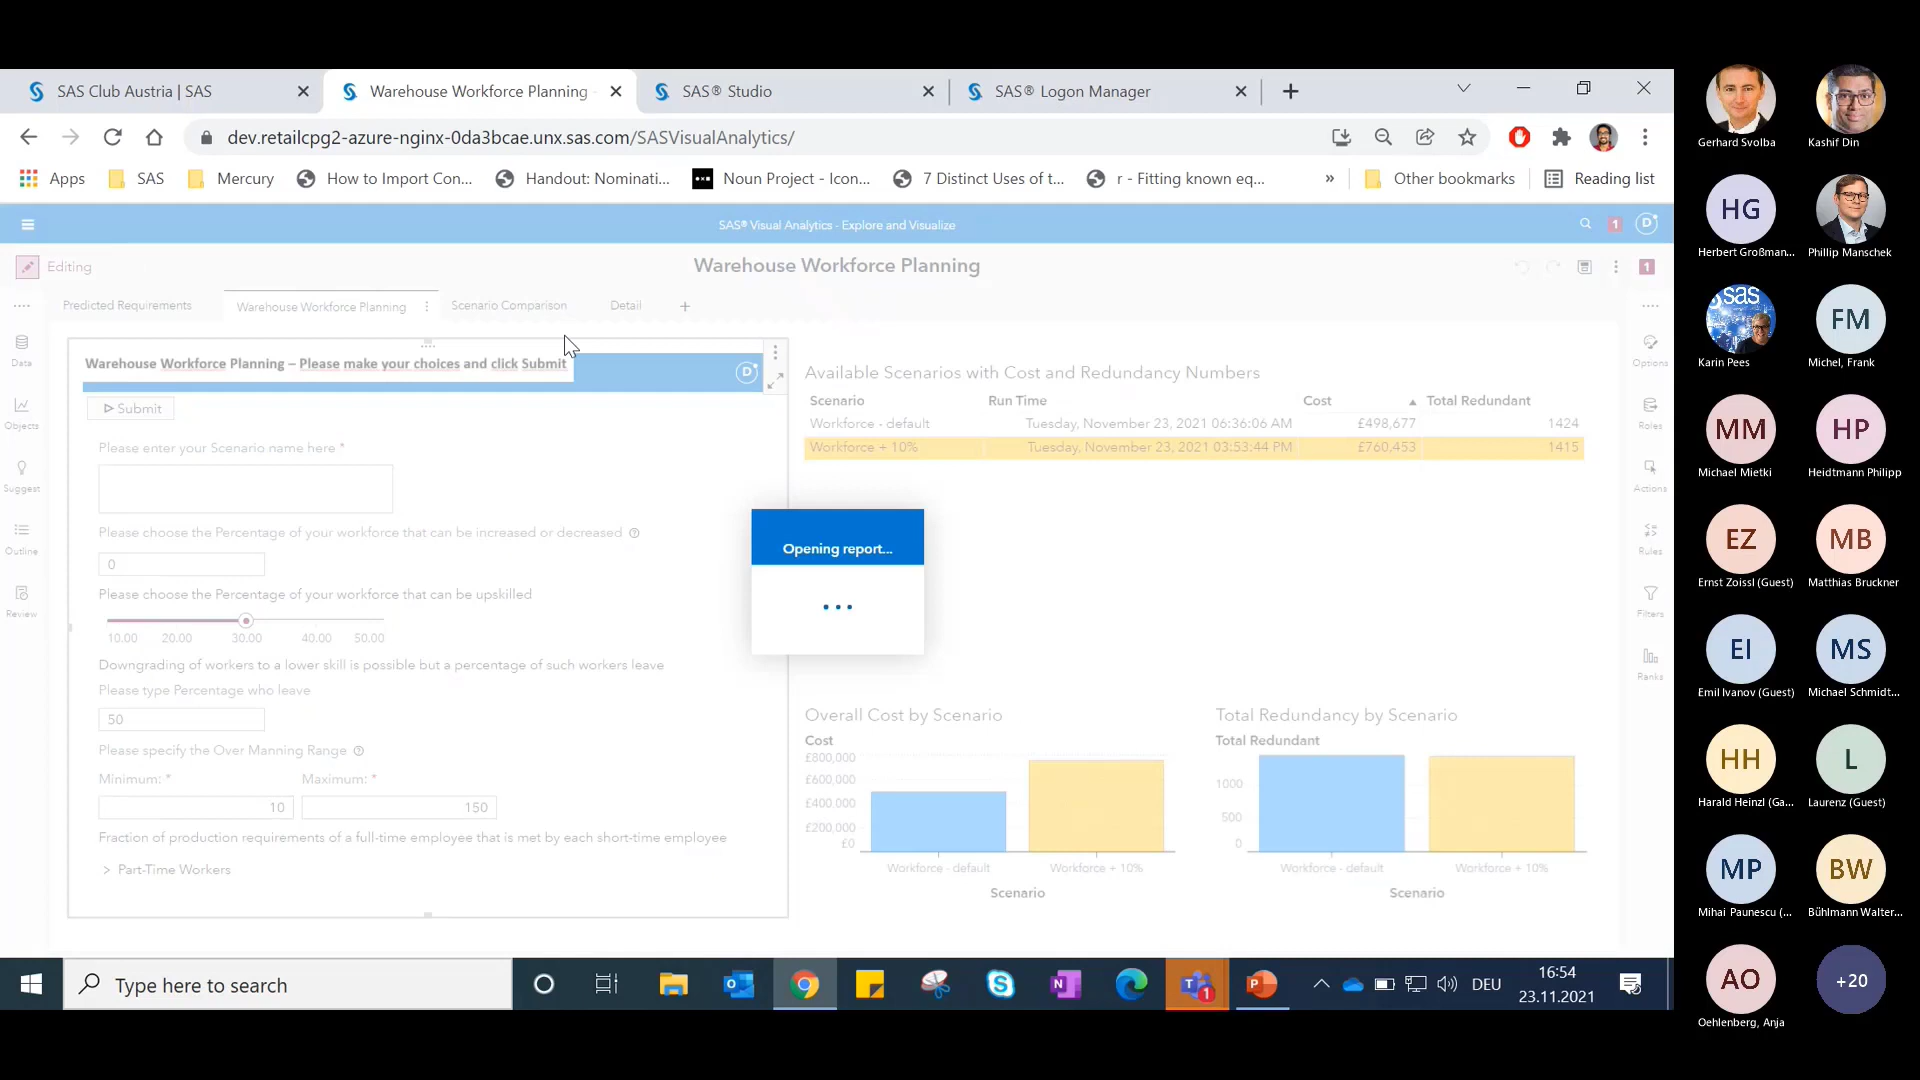 SAS Club Austria | SAS
Warehouse Workforce Planning -
SAS® Studio
SAS® Logon Manager
dev.retailcpg2-azure-nginx-0da3bcae.unx.sas.com/SASVisualAnalytics/
Apps
SAS
Mercury
How to Import Con...
Handout: Nominati...
Noun Project - Icon...
7 Distinct Uses of t...
r - Fitting known eq...
»
Other bookmarks
Reading list
SAS® Visual Analytics - Explore and Visualize
1
D
Editing
Warehouse Workforce Planning
1
Predicted Requirements
Warehouse Workforce Planning
Scenario Comparison
Detail
Data
Objects
Suggest
Outline
Review
Warehouse Workforce Planning – Please make your choices and click Submit
D
Submit
Please enter your Scenario name here *
Please choose the Percentage of your workforce that can be increased or decreased
0
Please choose the Percentage of your workforce that can be upskilled
10.00 20.00 30.00 40.00 50.00
Downgrading of workers to a lower skill is possible but a percentage of such workers leave
Please type Percentage who leave
50
Please specify the Over Manning Range
Minimum: * Maximum: *
10 150
Fraction of production requirements of a full-time employee that is met by each short-time employee
> Part-Time Workers
Available Scenarios with Cost and Redundancy Numbers
Scenario Run Time Cost Total Redundant
Workforce - default Tuesday, November 23, 2021 06:36:06 AM £498,677 1424
Workforce + 10% Tuesday, November 23, 2021 03:53:44 PM £760,453 1415
Opening report...
Overall Cost by Scenario
Cost
£800,000
£600,000
£400,000
£200,000
£0
Workforce - default Workforce + 10%
Scenario
Total Redundancy by Scenario
Total Redundant
1000
500
0
Workforce - default Workforce + 10%
Scenario
Options
Roles
Actions
Rules
Filters
Ranks
Type here to search
1
DEU
16:54
23.11.2021
Gerhard Svolba
Kashif Din
HG
Herbert Großman...
Phillip Manschek
sas
Karin Pees
FM
Michel, Frank
MM
Michael Mietki
HP
Heidtmann Philipp
EZ
Ernst Zoissl (Guest)
MB
Matthias Bruckner
EI
Emil Ivanov (Guest)
MS
Michael Schmidt...
HH
Harald Heinzl (Ga...
L
Laurenz (Guest)
MP
Mihai Paunescu (...
BW
Bühlmann Walter...
AO
Oehlenberg, Anja
+20